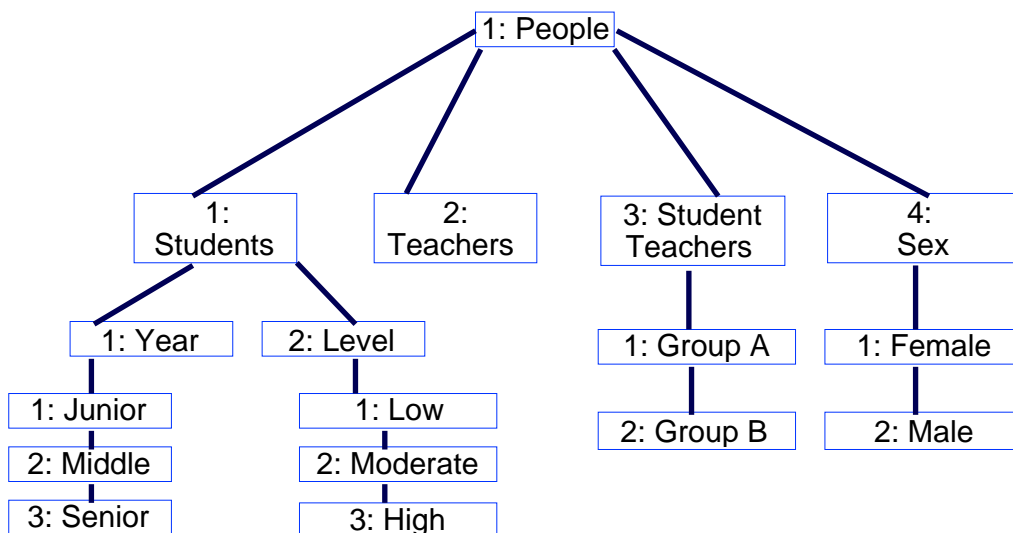 1: People
1:
Students
2:
Teachers
3: Student
Teachers
4:
Sex
1: Year
2: Level
1: Group A
1: Female
1: Junior
1: Low
2: Group B
2: Male
2: Middle
2: Moderate
3: Senior
3: High